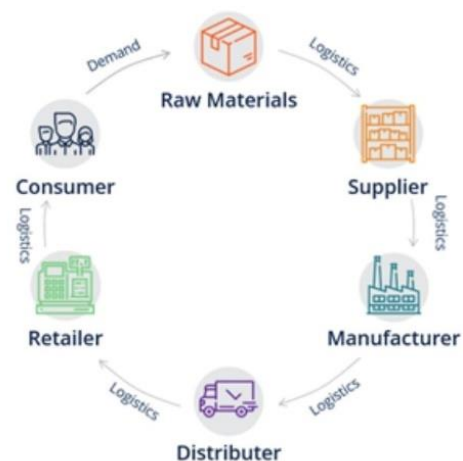 Demand
Logistics
Raw Materials
Consumer
Supplier
Logistics
Logistics
Retailer
Manufacturer
Logistics
Logistics
Distributer